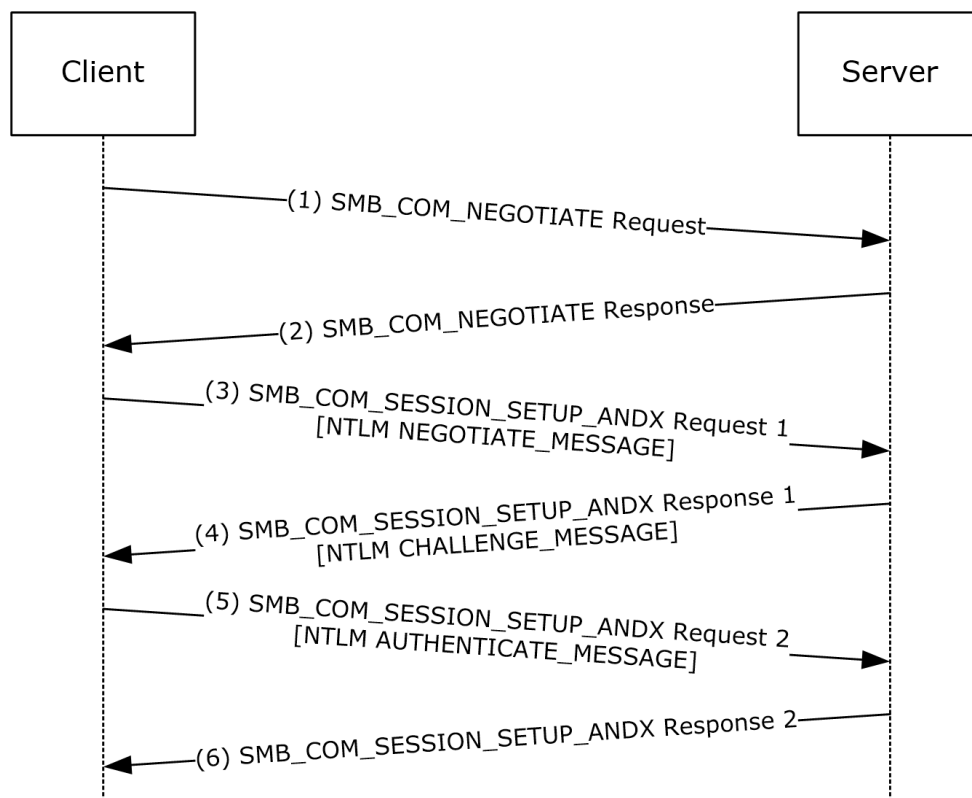 Client
Server
(1) SMB_COM_NEGOTIATE Request
(2) SMB_COM_NEGOTIATE Response
(3) SMB_COM_SESSION_SETUP_ANDX Request 1
[NTLM NEGOTIATE_MESSAGE]
(4) SMB_COM_SESSION_SETUP_ANDX Response 1
[NTLM CHALLENGE_MESSAGE]
(5) SMB_COM_SESSION_SETUP_ANDX Request 2
[NTLM AUTHENTICATE_MESSAGE]
(6) SMB_COM_SESSION_SETUP_ANDX Response 2